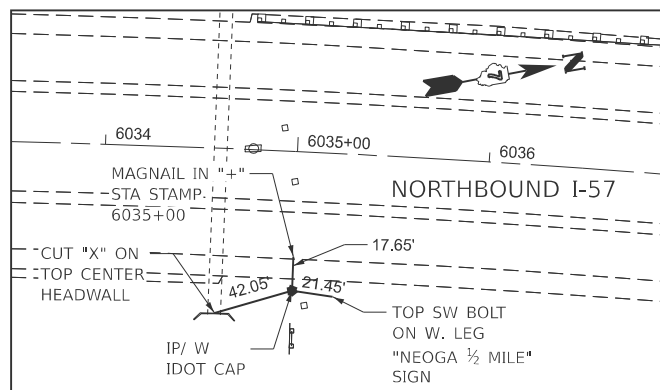 N
6034
6035+00
6036
MAGNAIL IN "+"
STA STAMP
6035+00
NORTHBOUND I-57
CUT "X" ON
TOP CENTER
HEADWALL
17.65'
42.05'
21.45'
IP/ W
IDOT CAP
TOP SW BOLT
ON W. LEG
"NEOGA ½ MILE"
SIGN